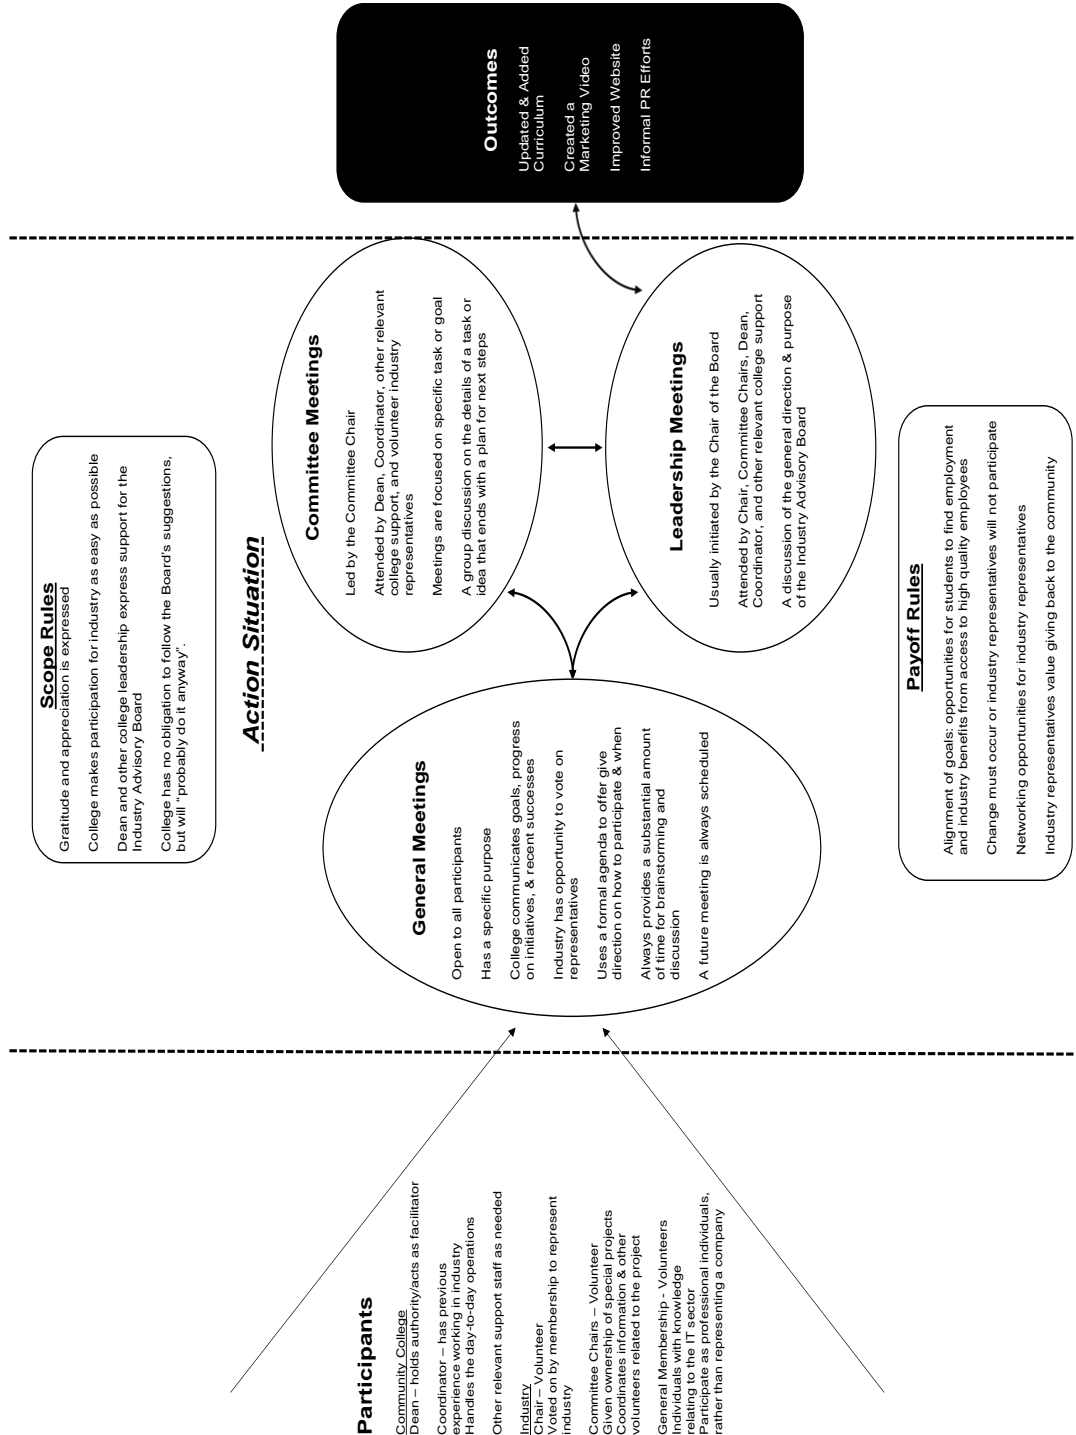 Scope Rules
Gratitude and appreciation is expressed
College makes participation for industry as easy as possible
Dean and other college leadership express support for the
Industry Advisory Board
College has no obligation to follow the Board's suggestions,
but will "probably do it anyway".
Action Situation
Participants
Community College
Dean – holds authority/acts as facilitator
Coordinator – has previous
experience working in industry
Handles the day-to-day operations
Other relevant support staff as needed
Industry
Chair – Volunteer
Voted on by membership to represent
industry
Committee Chairs – Volunteer
Given ownership of special projects
Coordinates information & other
volunteers related to the project
General Membership - Volunteers
Individuals with knowledge
relating to the IT sector
Participate as professional individuals,
rather than representing a company
General Meetings
Open to all participants
Has a specific purpose
College communicates goals, progress
on initiatives, & recent successes
Industry has opportunity to vote on
representatives
Uses a formal agenda to offer give
direction on how to participate & when
Always provides a substantial amount
of time for brainstorming and
discussion
A future meeting is always scheduled
Committee Meetings
Led by the Committee Chair
Attended by Dean, Coordinator, other relevant
college support, and volunteer industry
representatives
Meetings are focused on specific task or goal
A group discussion on the details of a task or
idea that ends with a plan for next steps
Leadership Meetings
Usually initiated by the Chair of the Board
Attended by Chair, Committee Chairs, Dean,
Coordinator, and other relevant college support
A discussion of the general direction & purpose
of the Industry Advisory Board
Outcomes
Updated & Added
Curriculum
Created a
Marketing Video
Improved Website
Informal PR Efforts
Payoff Rules
Alignment of goals: opportunities for students to find employment
and industry benefits from access to high quality employees
Change must occur or industry representatives will not participate
Networking opportunities for industry representatives
Industry representatives value giving back to the community